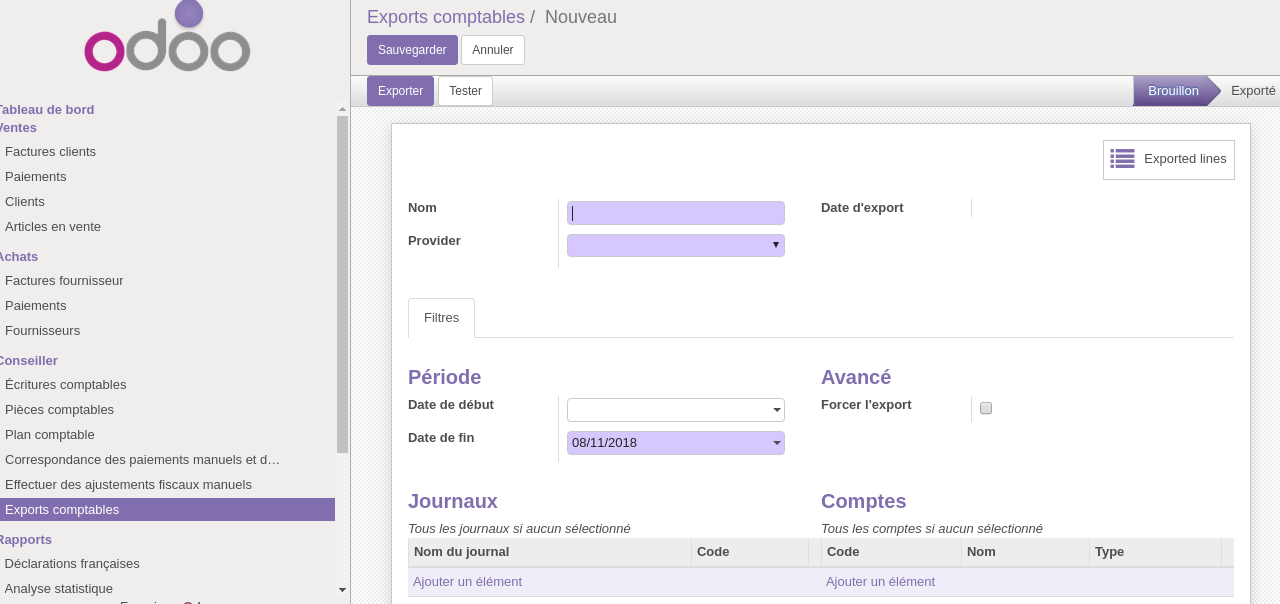 odoo
Tableau de bord
Ventes
Factures clients
Paiements
Clients
Articles en vente
Achats
Factures fournisseur
Paiements
Fournisseurs
Conseiller
Écritures comptables
Pièces comptables
Plan comptable
Correspondance des paiements manuels et d…
Effectuer des ajustements fiscaux manuels
Exports comptables
Rapports
Déclarations françaises
Analyse statistique
Exports comptables / Nouveau
Sauvegarder Annuler
Exporter Tester Brouillon Exporté
Exported lines
Nom Date d'export
Provider
Filtres
Période Avancé
Date de début Forcer l'export
Date de fin 08/11/2018
Journaux Comptes
Tous les journaux si aucun sélectionné Tous les comptes si aucun sélectionné
Nom du journal Code Code Nom Type
Ajouter un élément Ajouter un élément